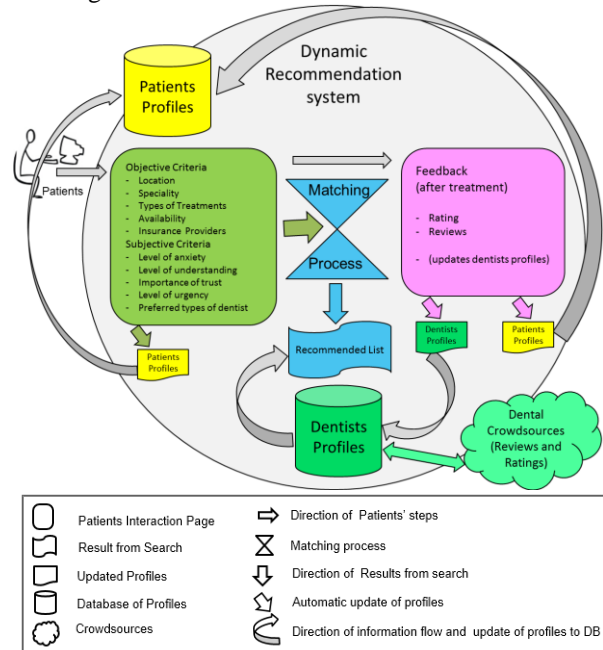 Dynamic
Recommendation
system
Patients
Profiles
Patients
Objective Criteria
- Location
- Speciality
- Types of Treatments
- Availability
- Insurance Providers
Subjective Criteria
- Level of anxiety
- Level of understanding
- Importance of trust
- Level of urgency
- Preferred types of dentist
Matching
Process
Feedback
(after treatment)
- Rating
- Reviews
- (updates dentists profiles)
Patients
Profiles
Recommended List
Dentists
Profiles
Patients
Profiles
Dentists
Profiles
Dental
Crowdsources
(Reviews and
Ratings)
Patients Interaction Page
Result from Search
Updated Profiles
Database of Profiles
Crowdsources
Direction of Patients' steps
Matching process
Direction of Results from search
Automatic update of profiles
Direction of information flow and update of profiles to DB